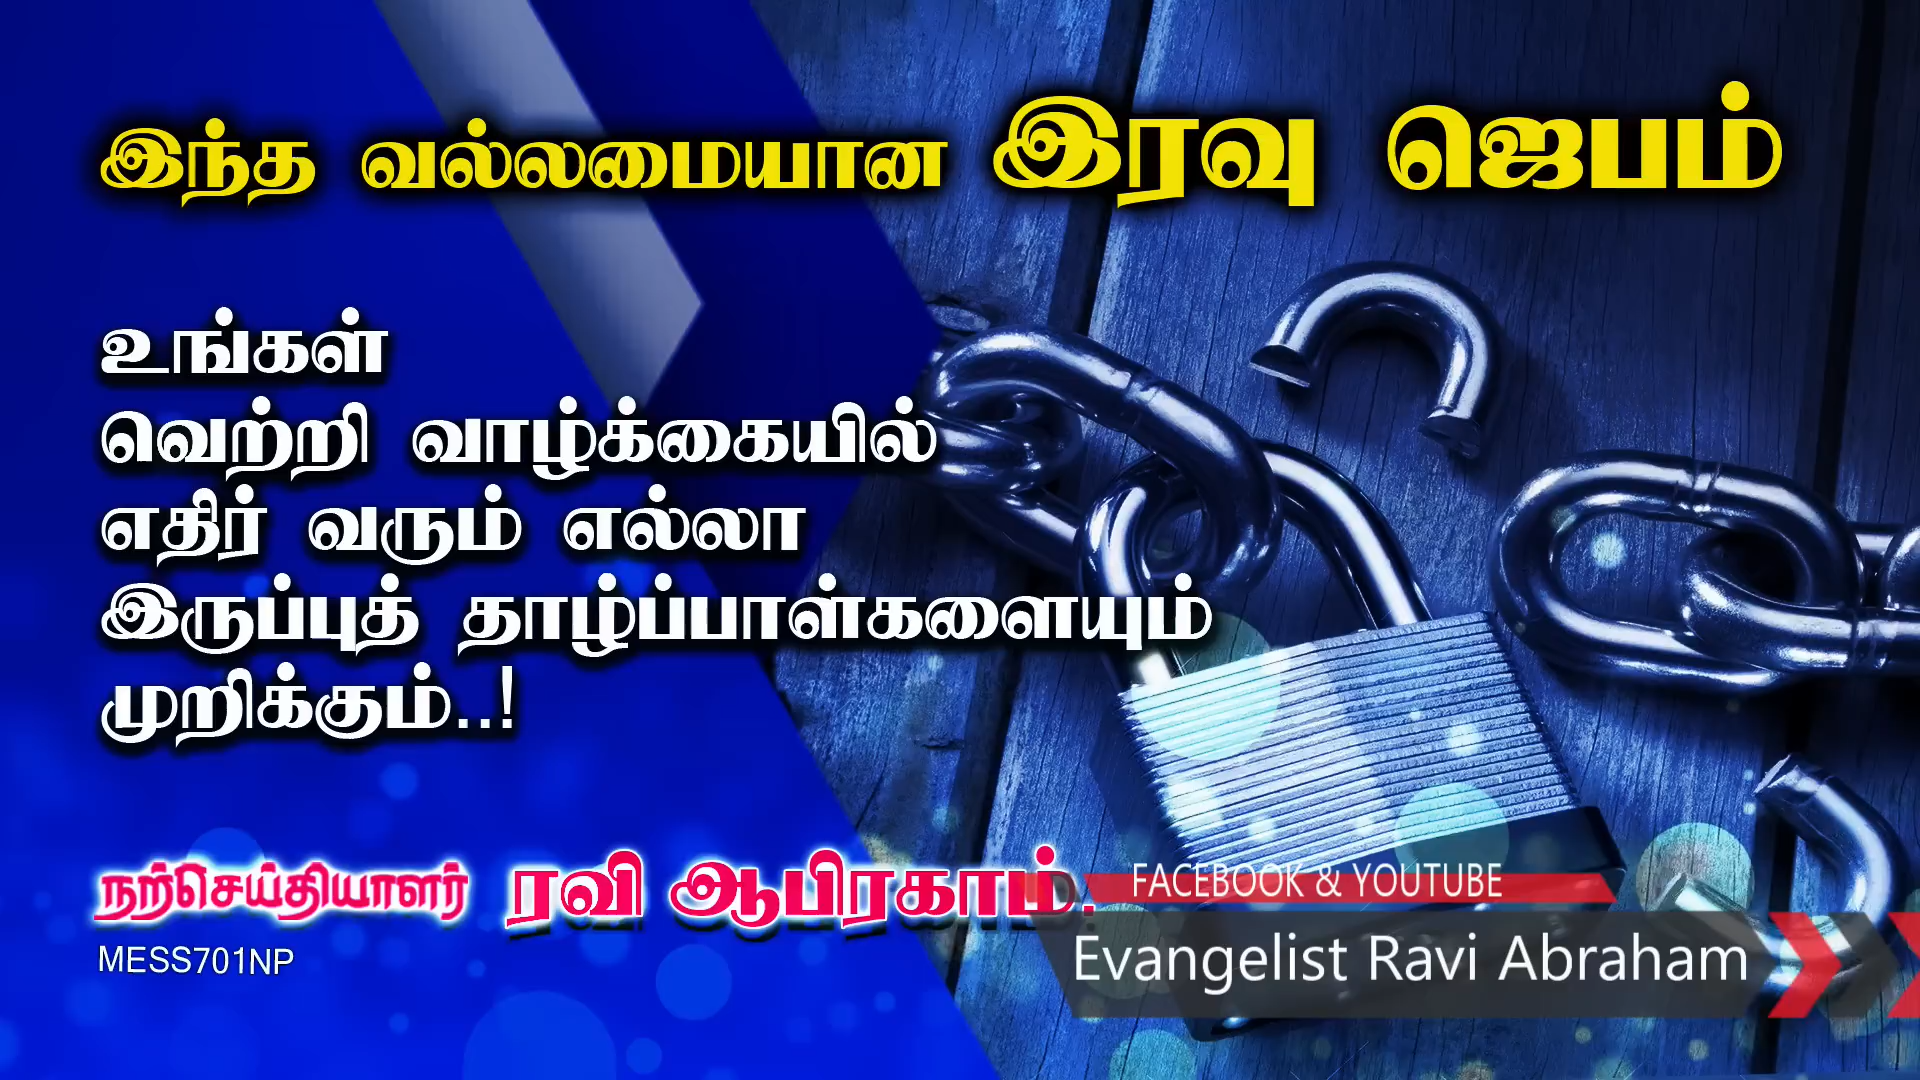 இந்த வல்லமையான இரவு ஜெபம்
உங்கள்
வெற்றி வாழ்க்கையில்
எதிர் வரும் எல்லா
இருப்புத் தாழ்ப்பாள்களையும்
முறிக்கும்..!
நற்செய்தியாளர் ரவி ஆபிரகாம்.
MESS701NP
FACEBOOK & YOUTUBE
Evangelist Ravi Abraham